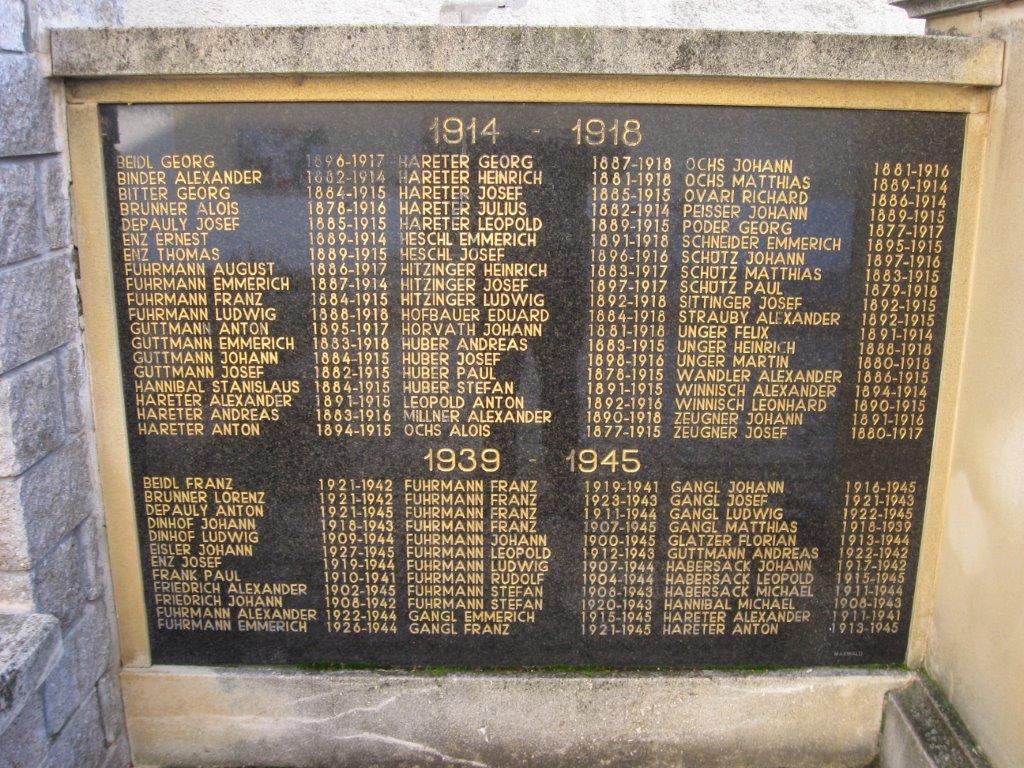 1914 - 1918
BEIDL GEORG 1896-1917
BINDER ALEXANDER 1882-1914
BITTER GEORG 1884-1915
BRUNNER ALOIS 1878-1916
DEPAULY JOSEF 1885-1915
ENZ ERNEST 1889-1914
ENZ THOMAS 1889-1915
FUHRMANN AUGUST 1886-1917
FUHRMANN EMMERICH 1887-1914
FUHRMANN FRANZ 1884-1915
FUHRMANN LUDWIG 1888-1918
GUTTMANN ANTON 1895-1917
GUTTMANN EMMERICH 1883-1918
GUTTMANN JOHANN 1884-1915
GUTTMANN JOSEF 1882-1915
HANNIBAL STANISLAUS 1884-1915
HARETER ALEXANDER 1891-1915
HARETER ANDREAS 1883-1916
HARETER ANTON 1894-1915
HARETER GEORG 1887-1918
HARETER HEINRICH 1881-1918
HARETER JOSEF 1885-1915
HARETER JULIUS 1882-1914
HARETER LEOPOLD 1889-1915
HESCHL EMMERICH 1891-1918
HESCHL JOSEF 1896-1916
HITZINGER HEINRICH 1883-1917
HITZINGER JOSEF 1897-1917
HITZINGER LUDWIG 1892-1918
HOFBAUER EDUARD 1884-1918
HORVATH JOHANN 1881-1918
HUBER ANDREAS 1883-1915
HUBER JOSEF 1898-1916
HUBER PAUL 1878-1915
HUBER STEFAN 1891-1915
LEOPOLD ANTON 1892-1918
MILLNER ALEXANDER 1890-1918
OCHS ALOIS 1877-1915
OCHS JOHANN 1881-1916
OCHS MATTHIAS 1889-1914
OVARI RICHARD 1886-1914
PEISSER JOHANN 1889-1915
PODER GEORG 1877-1917
SCHNEIDER EMMERICH 1895-1915
SCHÜTZ JOHANN 1897-1916
SCHÜTZ MATTHIAS 1883-1915
SCHÜTZ PAUL 1879-1918
SITTINGER JOSEF 1892-1915
STRAUBY ALEXANDER 1892-1915
UNGER FELIX 1891-1914
UNGER HEINRICH 1888-1918
UNGER MARTIN 1880-1918
WANDLER ALEXANDER 1886-1915
WINNISCH ALEXANDER 1894-1914
WINNISCH LEONHARD 1890-1915
ZEUGNER JOHANN 1891-1916
ZEUGNER JOSEF 1880-1917
1939 - 1945
BEIDL FRANZ 1921-1942
BRUNNER LORENZ 1921-1942
DEPAULY ANTON 1921-1945
DINHOF JOHANN 1918-1943
DINHOF LUDWIG 1909-1944
EISLER JOHANN 1927-1945
ENZ JOSEF 1919-1944
FRANK PAUL 1910-1941
FRIEDRICH ALEXANDER 1902-1945
FRIEDRICH JOHANN 1908-1942
FUHRMANN ALEXANDER 1922-1944
FUHRMANN EMMERICH 1926-1944
FUHRMANN FRANZ 1919-1941
FUHRMANN FRANZ 1923-1943
FUHRMANN FRANZ 1911-1944
FUHRMANN FRANZ 1907-1945
FUHRMANN JOHANN 1900-1945
FUHRMANN LEOPOLD 1912-1943
FUHRMANN LUDWIG 1907-1944
FUHRMANN RUDOLF 1904-1944
FUHRMANN STEFAN 1908-1943
FUHRMANN STEFAN 1920-1943
GANGL EMMERICH 1915-1945
GANGL FRANZ 1921-1945
GANGL JOHANN 1916-1945
GANGL JOSEF 1921-1943
GANGL LUDWIG 1922-1945
GANGL MATTHIAS 1918-1939
GLATZER FLORIAN 1913-1944
GUTTMANN ANDREAS 1922-1942
HABERSACK JOHANN 1917-1942
HABERSACK LEOPOLD 1915-1945
HABERSACK MICHAEL 1911-1944
HANNIBAL MICHAEL 1908-1943
HARETER ALEXANDER 1911-1941
HARETER ANTON 1913-1945